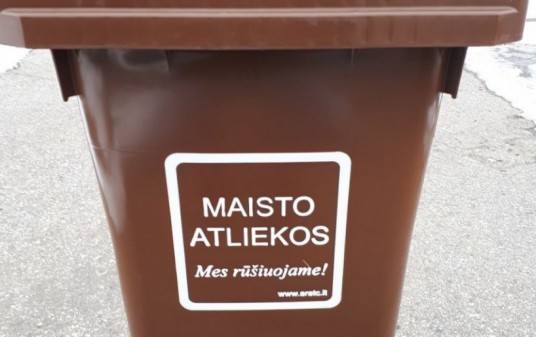 MAISTO
ATLIEKOS
Mes rūšiuojame!
www.aratc.lt